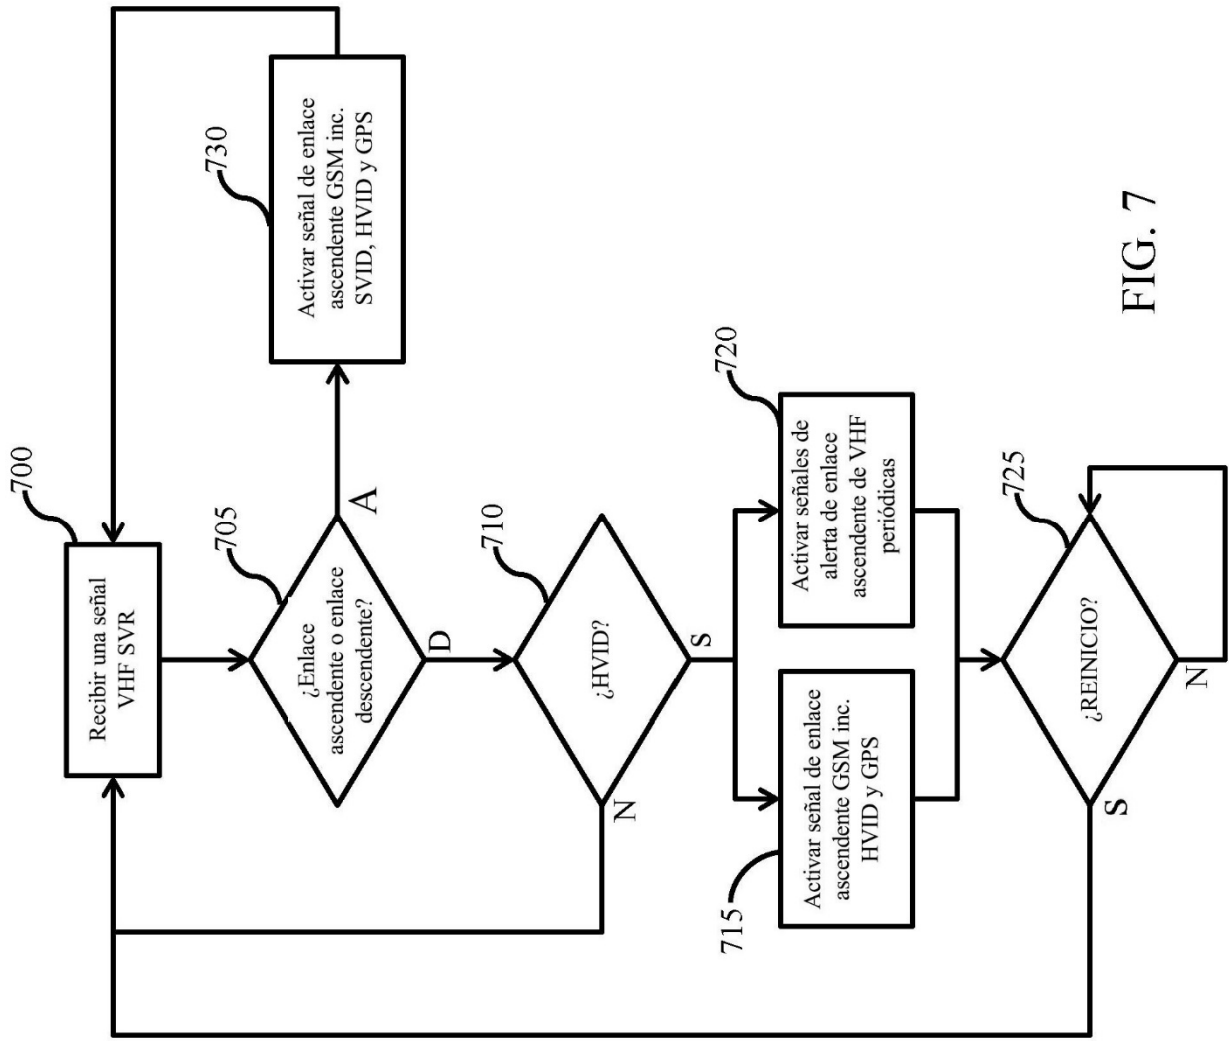 700
Recibir una señal
VHF SVR
705
¿Enlace
ascendente o enlace
descendente?
A
D
730
Activar señal de enlace
ascendente GSM inc.
SVID, HVID y GPS
710
¿HVID?
N
S
715
Activar señal de enlace
ascendente GSM inc.
HVID y GPS
720
Activar señales de
alerta de enlace
ascendente de VHF
periódicas
725
¿REINICIO?
S
N
FIG. 7